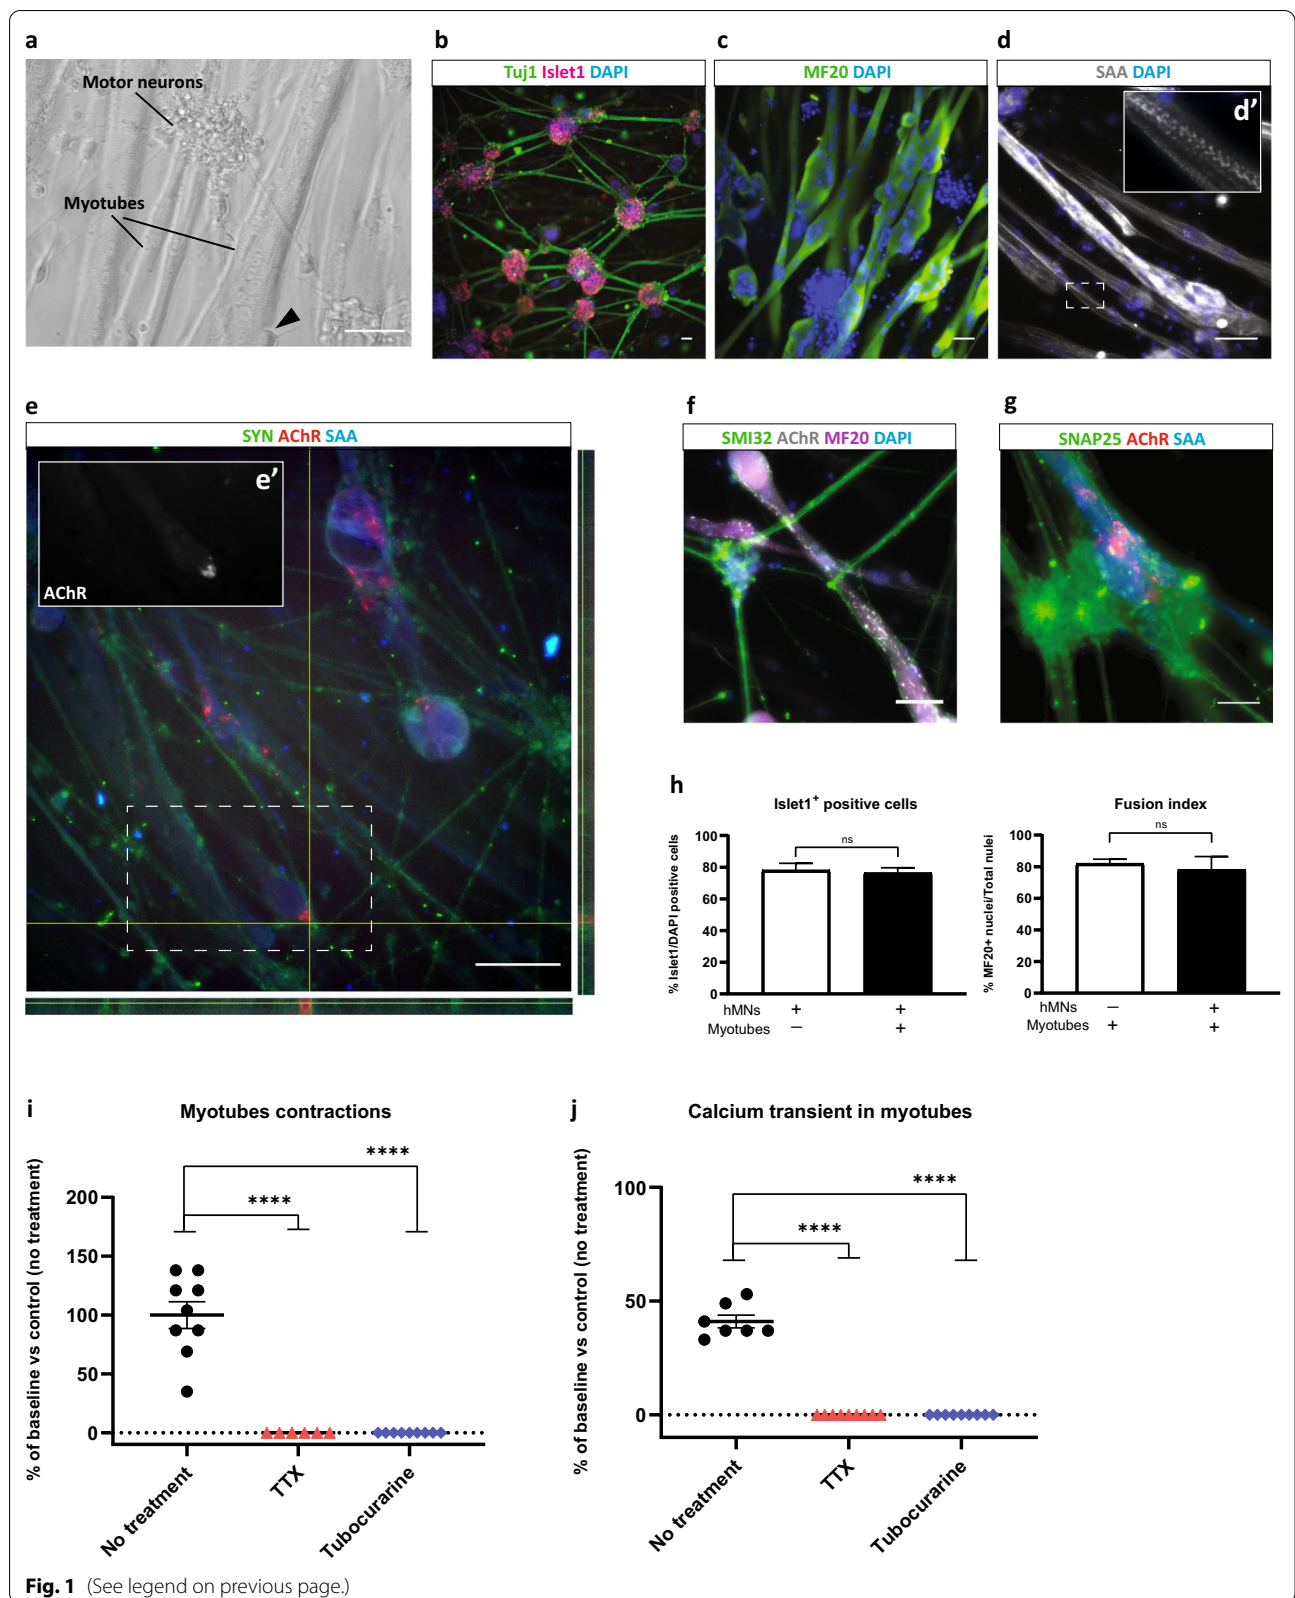 a
Motor neurons
Myotubes
b
Tuj1 Islet1 DAPI
c
MF20 DAPI
d
SAA DAPI
d'
e
SYN AChR SAA
e'
AChR
f
SMI32 AChR MF20 DAPI
g
SNAP25 AChR SAA
h
Islet1+ positive cells
% Islet1/DAPI positive cells
100
80
60
40
20
0
ns
hMNs + +
Myotubes – +
Fusion index
% MF20+ nuclei/Total nulei
100
80
60
40
20
0
ns
hMNs – +
Myotubes + +
i
Myotubes contractions
% of baseline vs control (no treatment)
200
150
100
50
0
****
****
No treatment
TTX
Tubocurarine
j
Calcium transient in myotubes
% of baseline vs control (no treatment)
100
50
0
****
****
No treatment
TTX
Tubocurarine
Fig. 1 (See legend on previous page.)